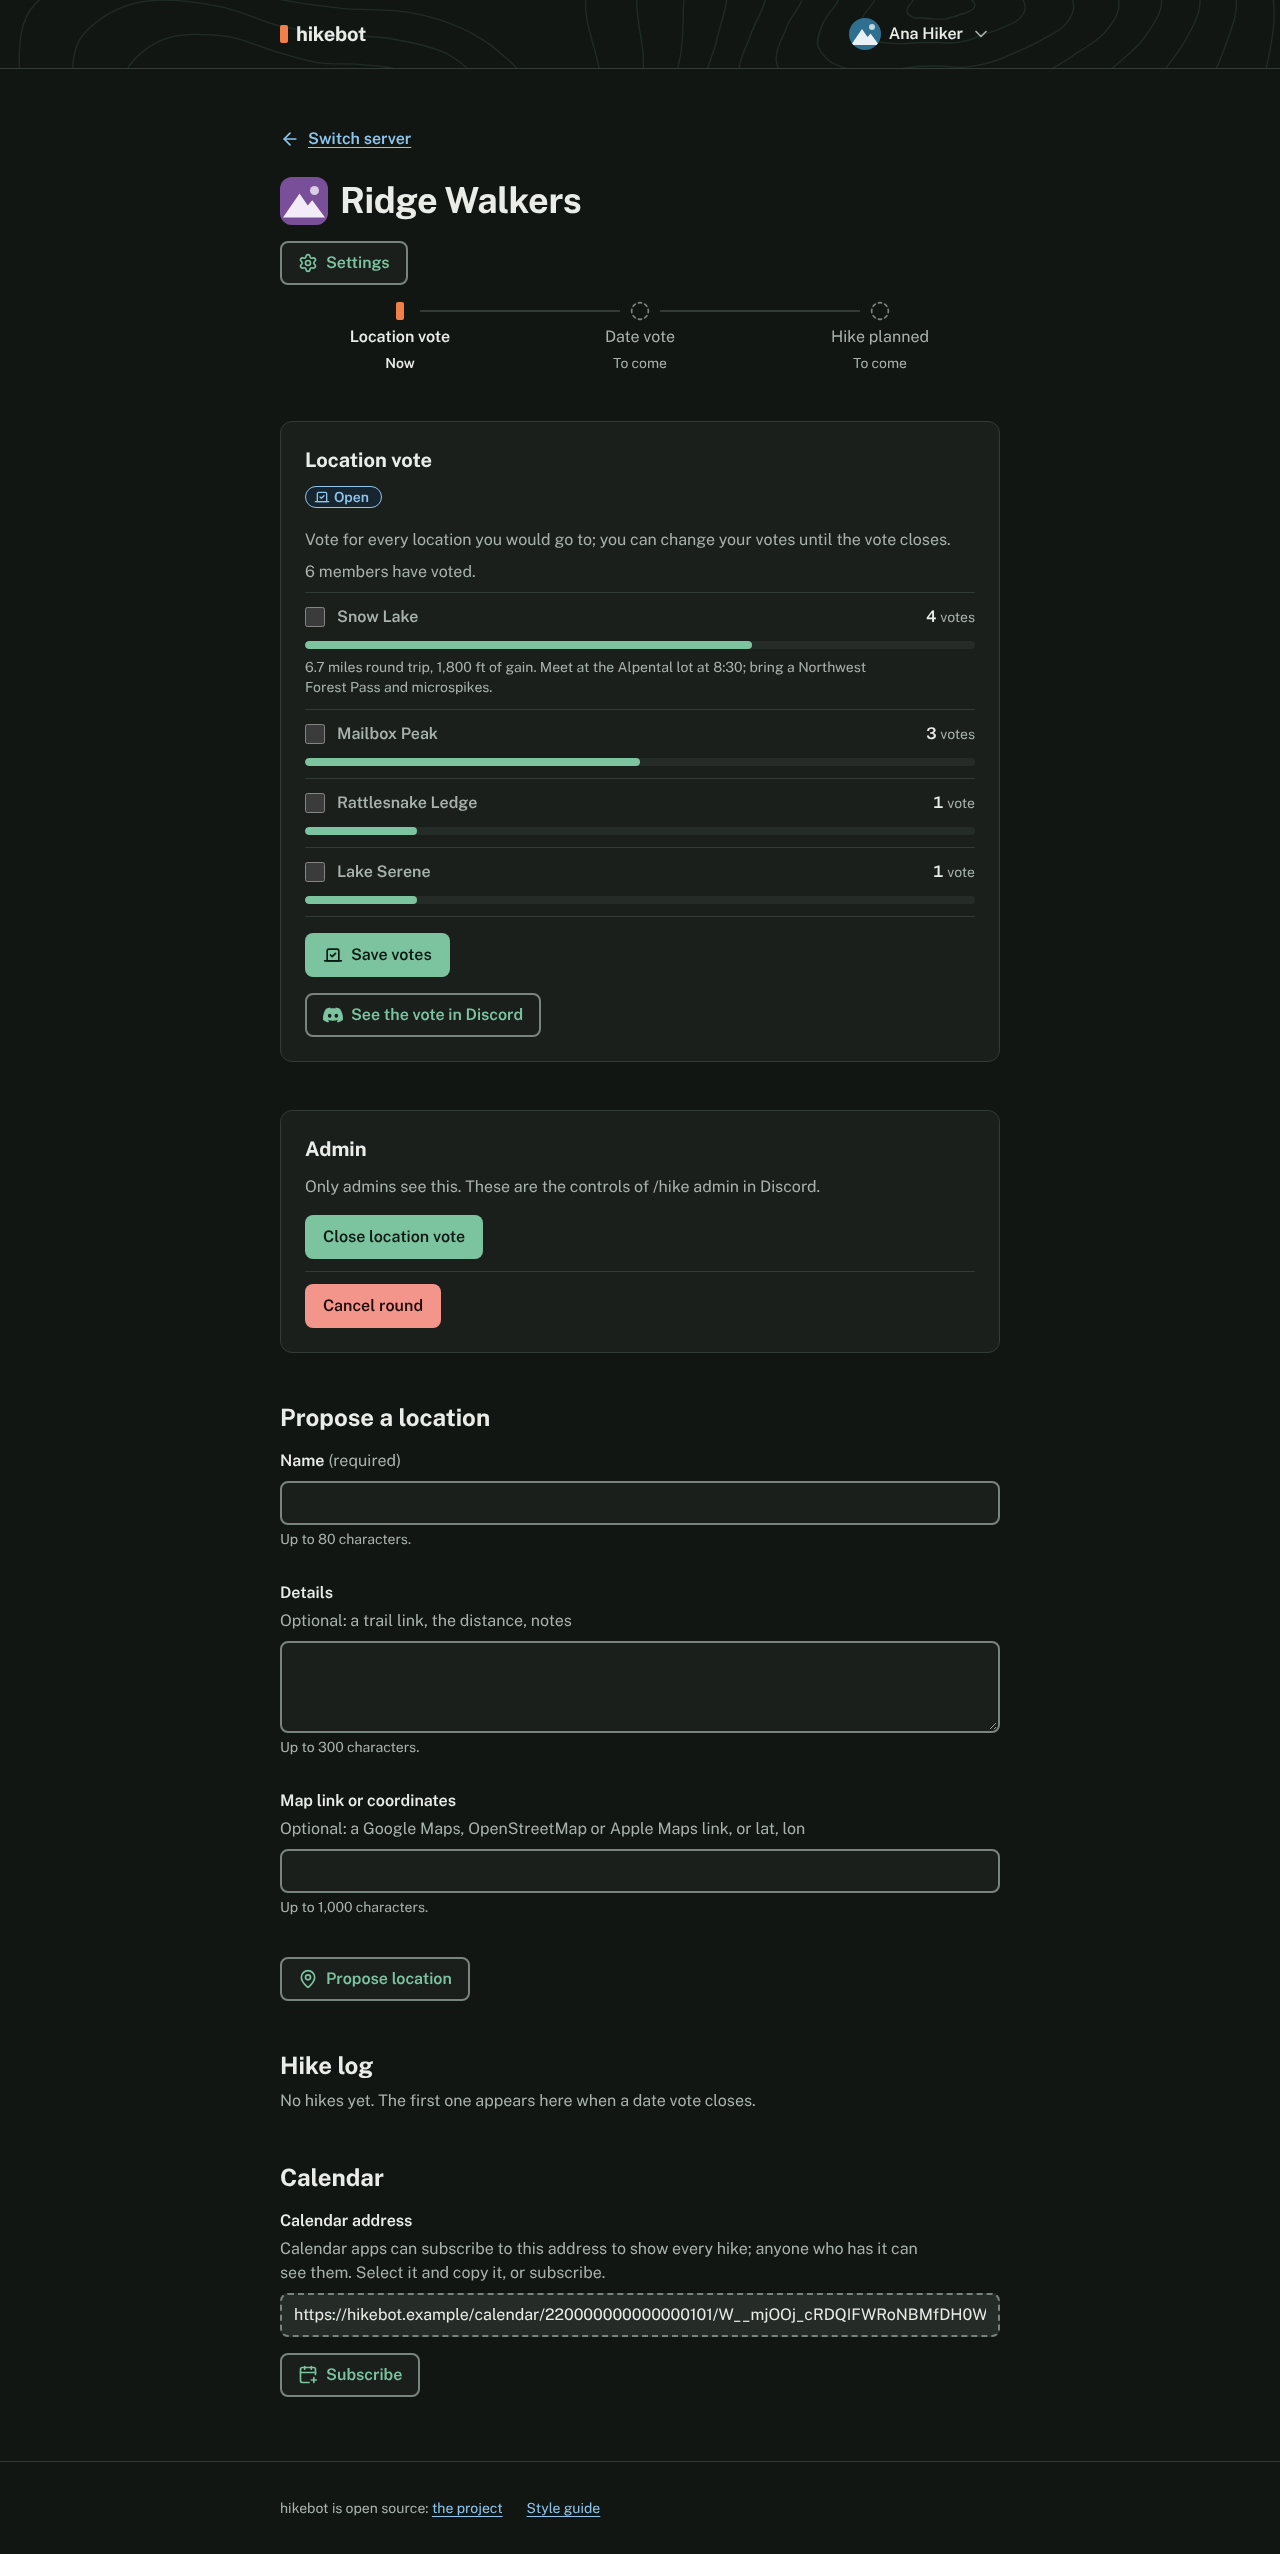 hikebot
Ana Hiker
Switch server
Ridge Walkers
Settings
Location vote
Now
Date vote
To come
Hike planned
To come
Location vote
Open
Vote for every location you would go to; you can change your votes until the vote closes.
6 members have voted.
Snow Lake
4 votes
6.7 miles round trip, 1,800 ft of gain. Meet at the Alpental lot at 8:30; bring a Northwest
Forest Pass and microspikes.
Mailbox Peak
3 votes
Rattlesnake Ledge
1 vote
Lake Serene
1 vote
Save votes
See the vote in Discord
Admin
Only admins see this. These are the controls of /hike admin in Discord.
Close location vote
Cancel round
Propose a location
Name (required)
Up to 80 characters.
Details
Optional: a trail link, the distance, notes
Up to 300 characters.
Map link or coordinates
Optional: a Google Maps, OpenStreetMap or Apple Maps link, or lat, lon
Up to 1,000 characters.
Propose location
Hike log
No hikes yet. The first one appears here when a date vote closes.
Calendar
Calendar address
Calendar apps can subscribe to this address to show every hike; anyone who has it can
see them. Select it and copy it, or subscribe.
https://hikebot.example/calendar/220000000000000101/W__mjOOj_cRDQIFWRoNBMfDH0W
Subscribe
hikebot is open source: the project
Style guide